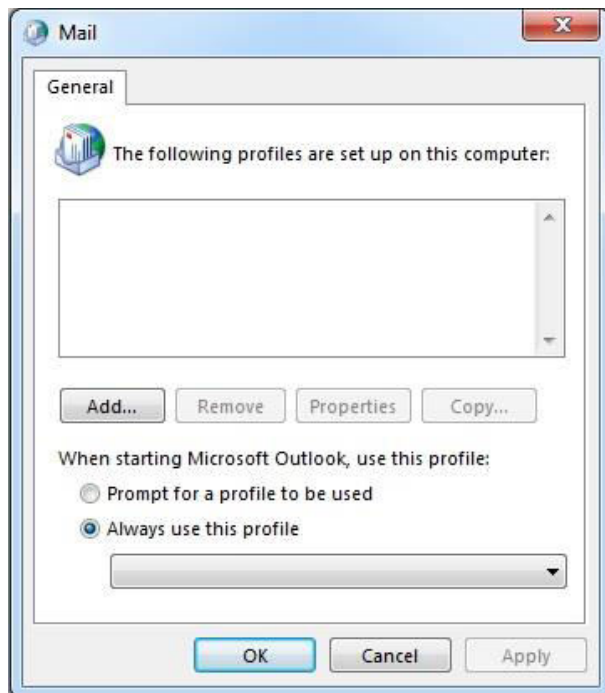 Mail
General
The following profiles are set up on this computer:
Add...
Remove
Properties
Copy...
When starting Microsoft Outlook, use this profile:
Prompt for a profile to be used
Always use this profile
OK
Cancel
Apply